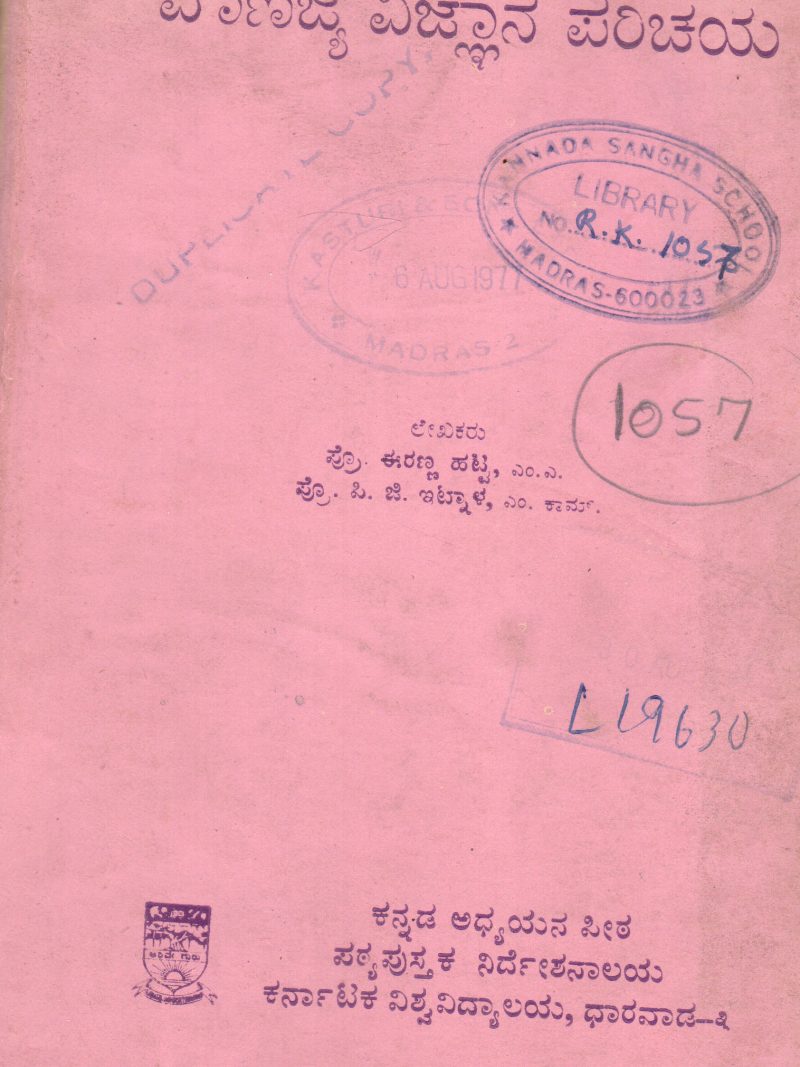 ವಾಣಿಜ್ಯ ವಿಜ್ಞಾನ ಪರಿಚಯ
DUPLICATE COPY
KANNADA SANGHA SCHOOL
LIBRARY
NO. R.K. 1057
★ MADRAS-600023 ★
KASTURI &
6 AUG 1977
MADRAS 2
1057
ಲೇಖಕರು
ಪ್ರೊ. ಈರಣ್ಣ ಹಟ್ಟಿ, ಎಂ.ಎ.
ಪ್ರೊ. ಪಿ. ಜಿ. ಇಟ್ನಾಳ, ಎಂ. ಕಾಮ್.
L19630
ಕನ್ನಡ ಅಧ್ಯಯನ ಪೀಠ
ಪಠ್ಯಪುಸ್ತಕ ನಿರ್ದೇಶನಾಲಯ
ಕರ್ನಾಟಕ ವಿಶ್ವವಿದ್ಯಾಲಯ, ಧಾರವಾಡ–೩